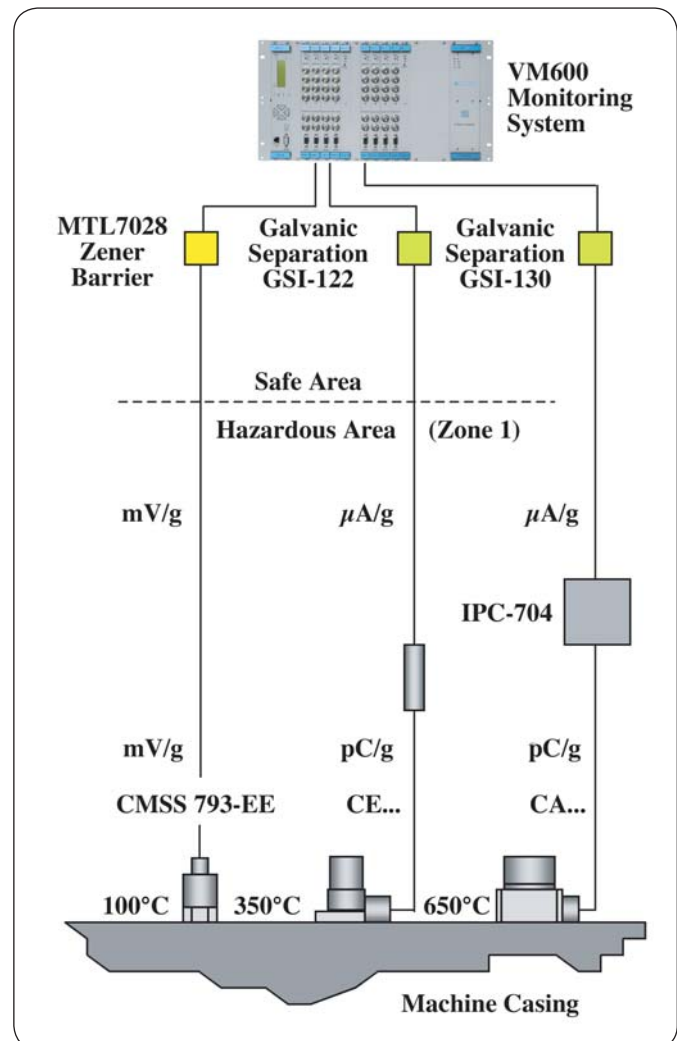 VM600
Monitoring
System
MTL7028
Zener
Barrier
Galvanic
Separation
GSI-122
Galvanic
Separation
GSI-130
Safe Area
Hazardous Area (Zone 1)
mV/g
µA/g
µA/g
IPC-704
mV/g
pC/g
pC/g
CMSS 793-EE
CE...
CA...
100°C
350°C
650°C
Machine Casing